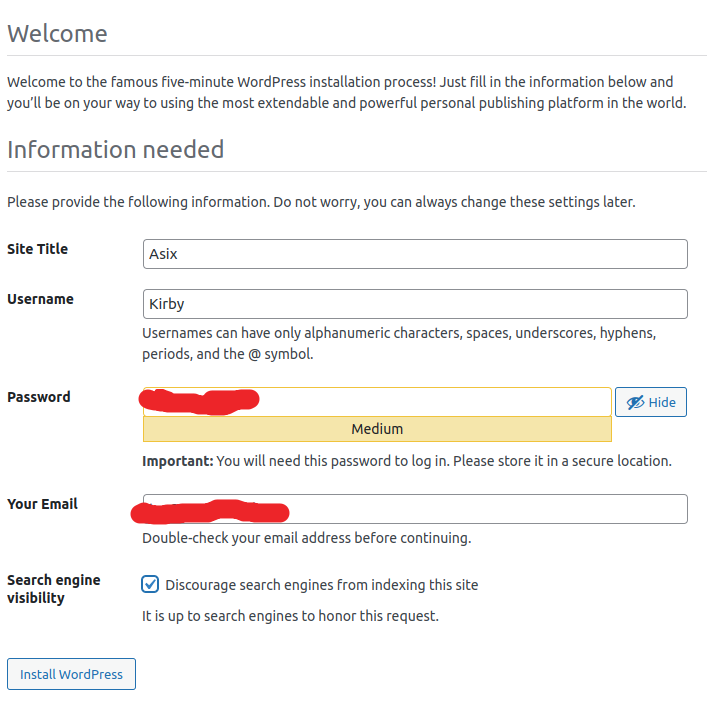 Welcome
Welcome to the famous five-minute WordPress installation process! Just fill in the information below and
you’ll be on your way to using the most extendable and powerful personal publishing platform in the world.
Information needed
Please provide the following information. Do not worry, you can always change these settings later.
Site Title
Asix
Username
Kirby
Usernames can have only alphanumeric characters, spaces, underscores, hyphens,
periods, and the @ symbol.
Password
Hide
Medium
Important: You will need this password to log in. Please store it in a secure location.
Your Email
Double-check your email address before continuing.
Search engine
visibility
Discourage search engines from indexing this site
It is up to search engines to honor this request.
Install WordPress